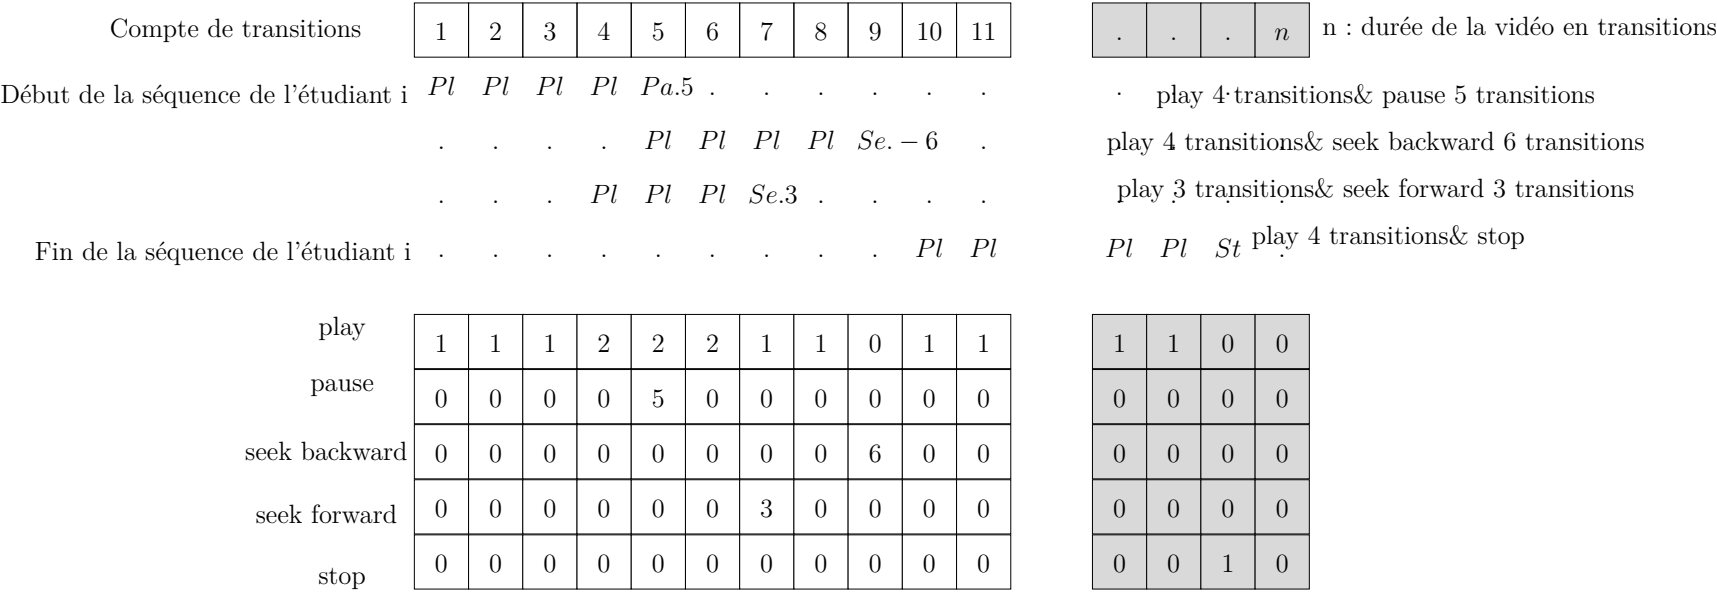 Compte de transitions 1 2 3 4 5 6 7 8 9 10 11 . . . n n : durée de la vidéo en transitions
Début de la séquence de l'étudiant i Pl Pl Pl Pl Pa.5 . . . . . . . . play 4 transitions& pause 5 transitions
. . . . Pl Pl Pl Pl Se. − 6 . play 4 transitions& seek backward 6 transitions
. . . Pl Pl Pl Se.3 . . . . . . . . play 3 transitions& seek forward 3 transitions
Fin de la séquence de l'étudiant i . . . . . . . . . Pl Pl Pl Pl St . play 4 transitions& stop
play 1 1 1 2 2 2 1 1 0 1 1 1 1 0 0
pause 0 0 0 0 5 0 0 0 0 0 0 0 0 0 0
seek backward 0 0 0 0 0 0 0 0 6 0 0 0 0 0 0
seek forward 0 0 0 0 0 0 3 0 0 0 0 0 0 0 0
stop 0 0 0 0 0 0 0 0 0 0 0 0 0 1 0